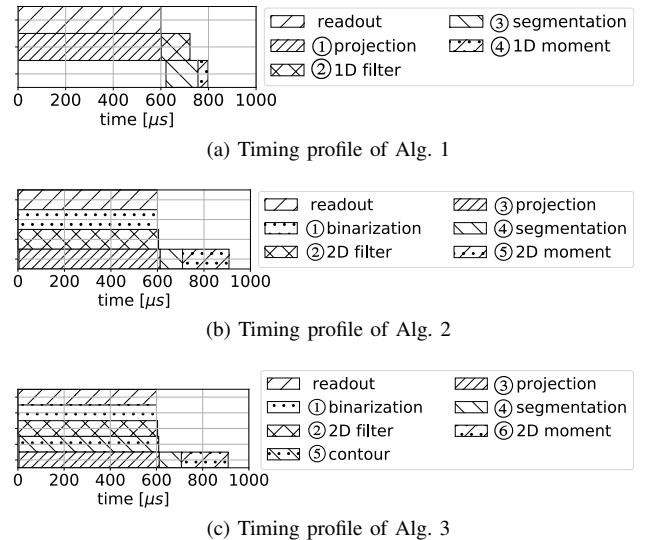 readout
① projection
② 1D filter
③ segmentation
④ 1D moment
0 200 400 600 800 1000
time [μs]
(a) Timing profile of Alg. 1
readout
① binarization
② 2D filter
③ projection
④ segmentation
⑤ 2D moment
0 200 400 600 800 1000
time [μs]
(b) Timing profile of Alg. 2
readout
① binarization
② 2D filter
⑤ contour
③ projection
④ segmentation
⑥ 2D moment
0 200 400 600 800 1000
time [μs]
(c) Timing profile of Alg. 3